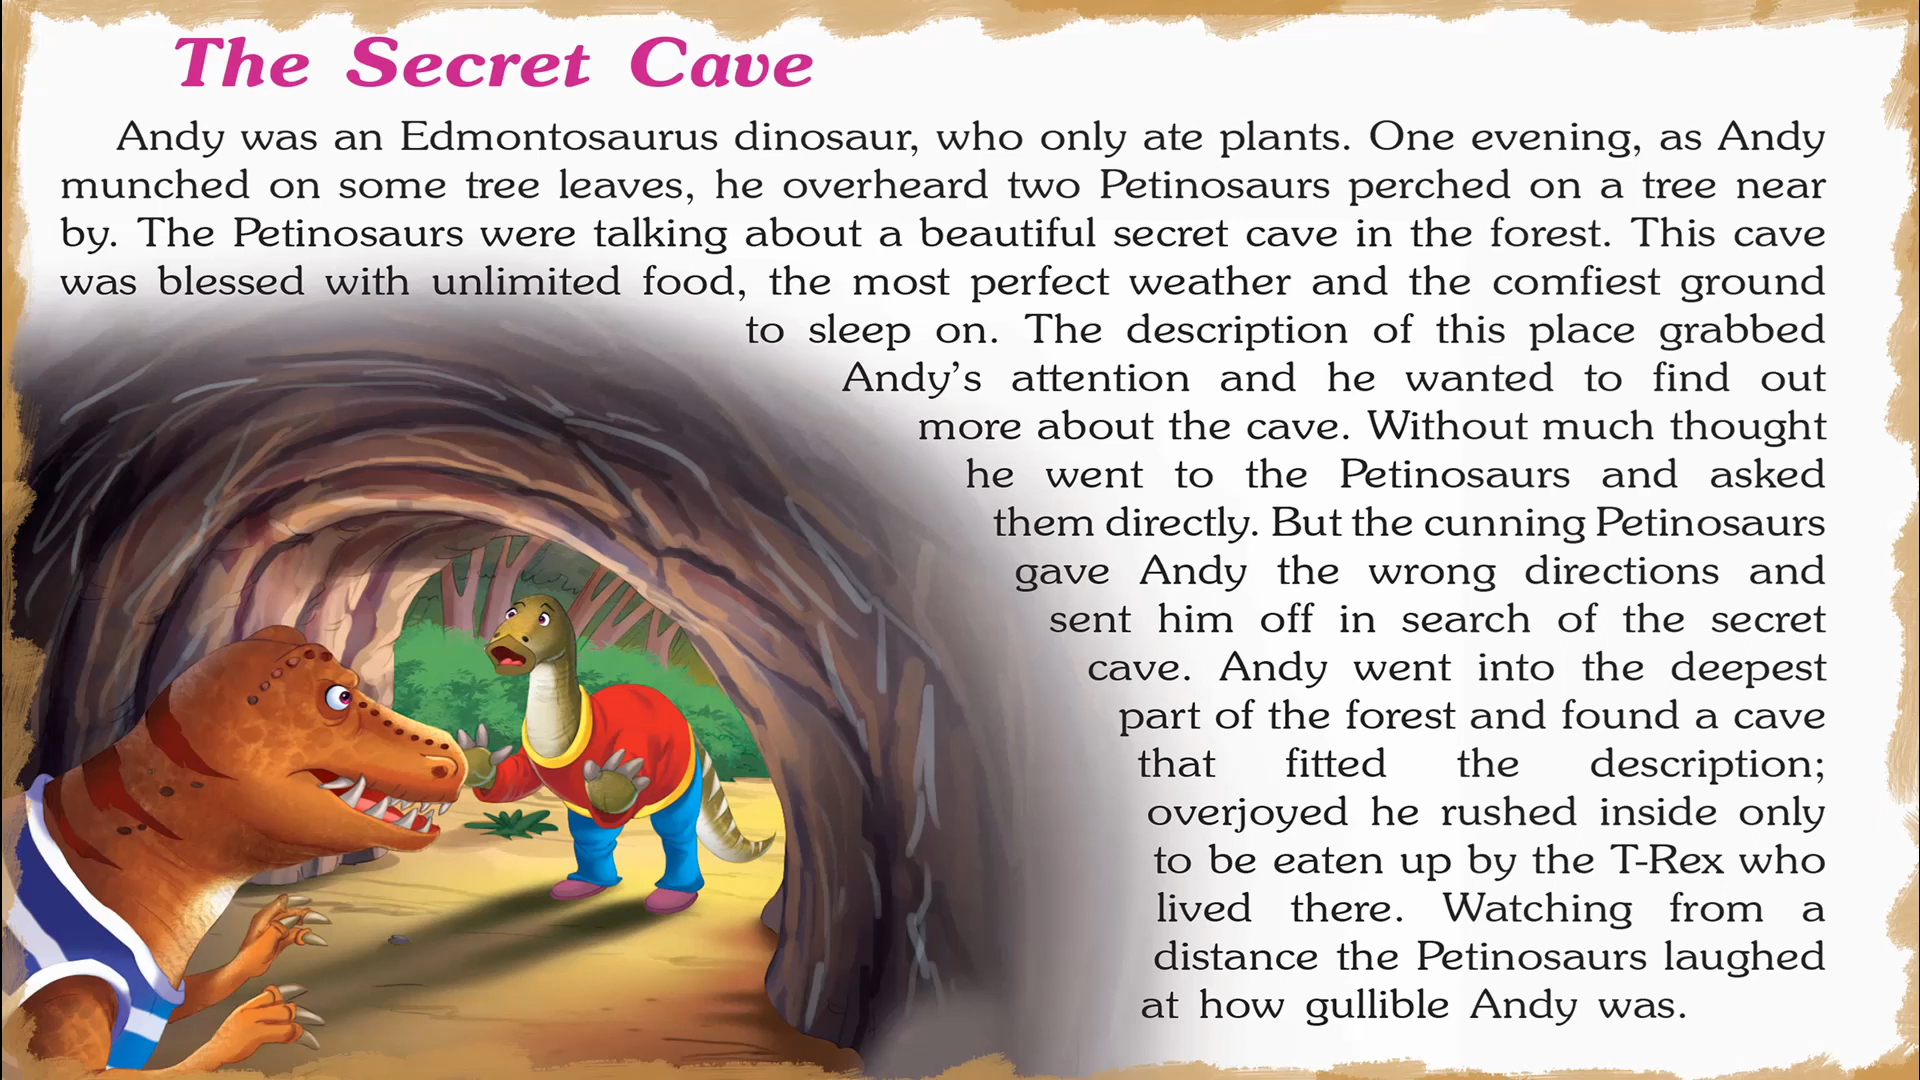 The Secret Cave
Andy was an Edmontosaurus dinosaur, who only ate plants. One evening, as Andy
munched on some tree leaves, he overheard two Petinosaurs perched on a tree near
by. The Petinosaurs were talking about a beautiful secret cave in the forest. This cave
was blessed with unlimited food, the most perfect weather and the comfiest ground
to sleep on. The description of this place grabbed
Andy’s attention and he wanted to find out
more about the cave. Without much thought
he went to the Petinosaurs and asked
them directly. But the cunning Petinosaurs
gave Andy the wrong directions and
sent him off in search of the secret
cave. Andy went into the deepest
part of the forest and found a cave
that fitted the description;
overjoyed he rushed inside only
to be eaten up by the T-Rex who
lived there. Watching from a
distance the Petinosaurs laughed
at how gullible Andy was.